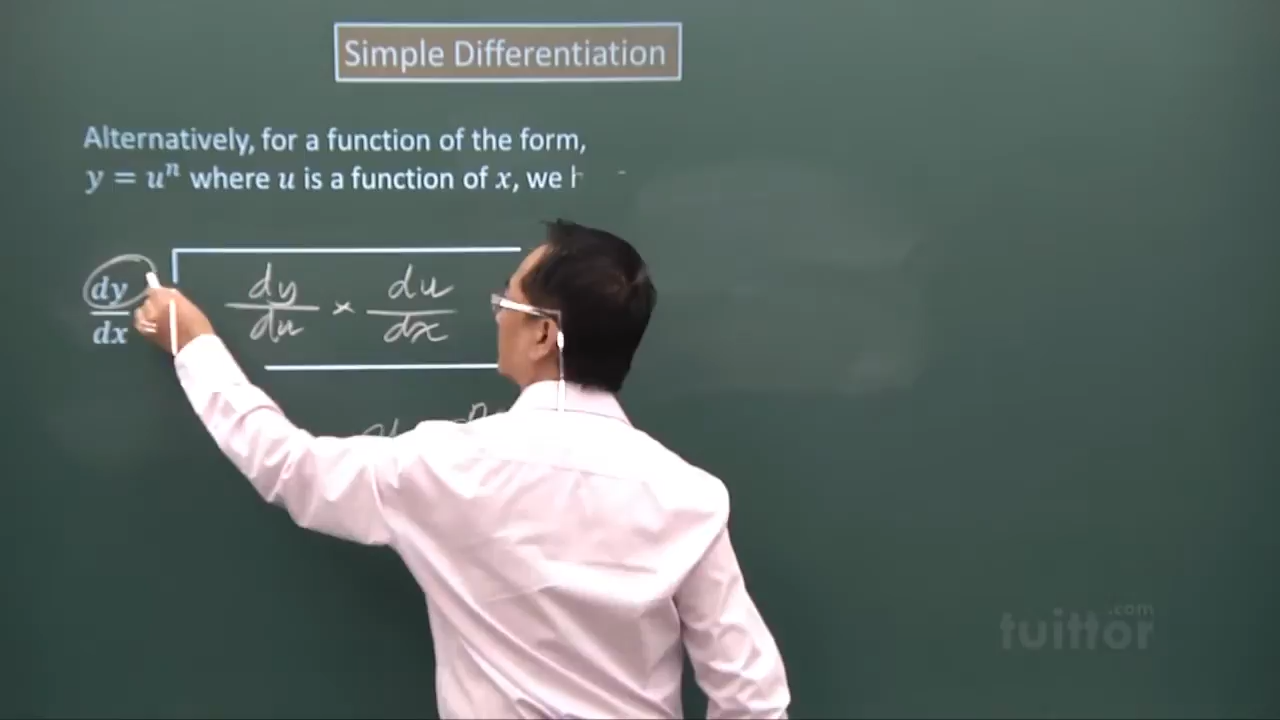 Simple Differentiation
Alternatively, for a function of the form,
y = uⁿ where u is a function of x, we
dy/dx dy/du × du/dx
tuittor.com